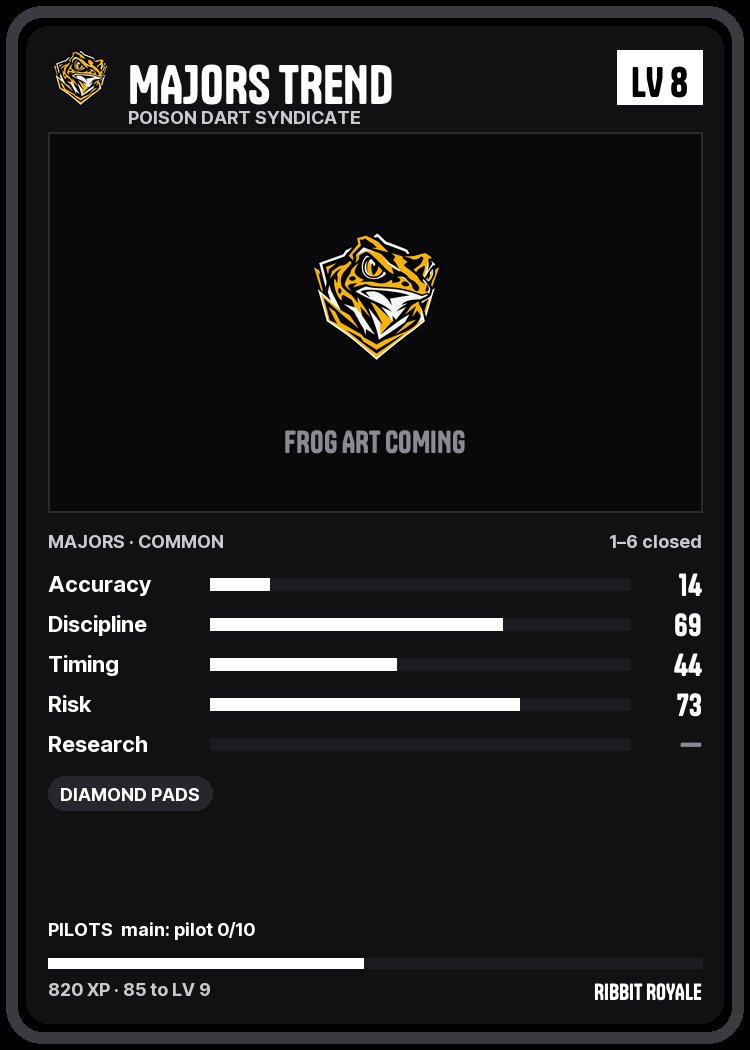 MAJORS TREND
LV 8
POISON DART SYNDICATE
FROG ART COMING
MAJORS · COMMON
1–6 closed
Accuracy 14
Discipline 69
Timing 44
Risk 73
Research —
DIAMOND PADS
PILOTS main: pilot 0/10
820 XP · 85 to LV 9
RIBBIT ROYALE